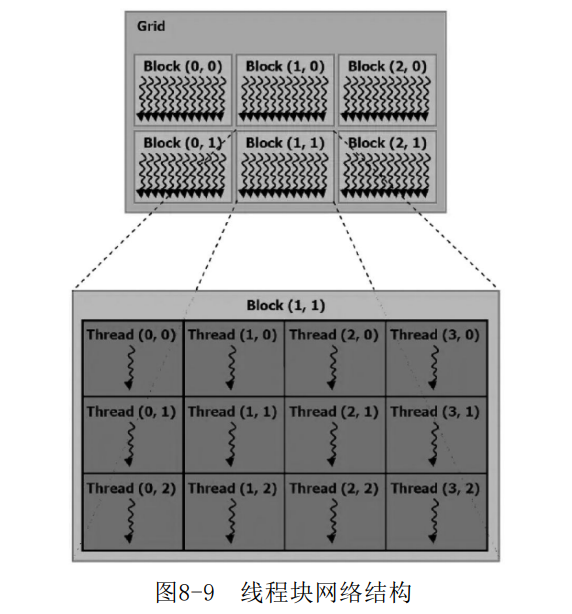 Grid
Block (0, 0) Block (1, 0) Block (2, 0)
Block (0, 1) Block (1, 1) Block (2, 1)
Block (1, 1)
Thread (0, 0) Thread (1, 0) Thread (2, 0) Thread (3, 0)
Thread (0, 1) Thread (1, 1) Thread (2, 1) Thread (3, 1)
Thread (0, 2) Thread (1, 2) Thread (2, 2) Thread (3, 2)
图8-9 线程块网络结构